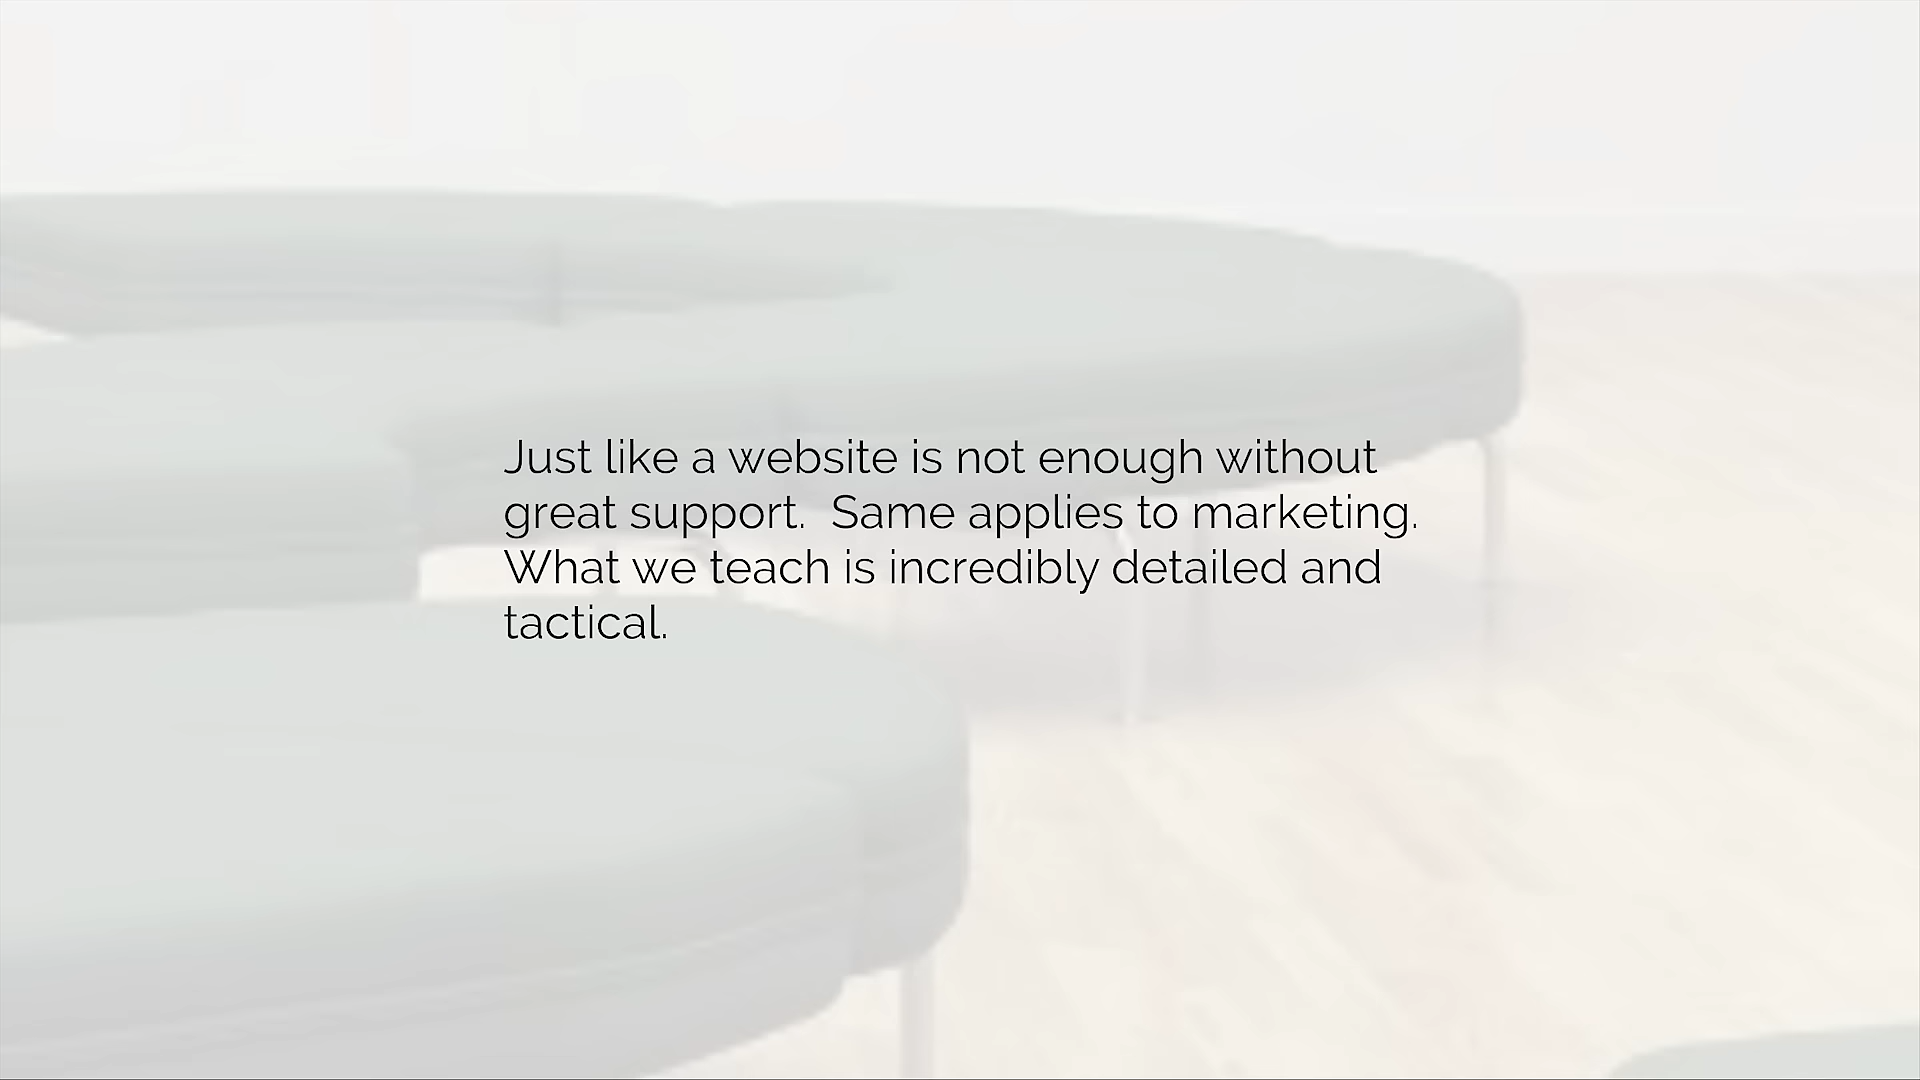 Just like a website is not enough without
great support.  Same applies to marketing.
What we teach is incredibly detailed and
tactical.